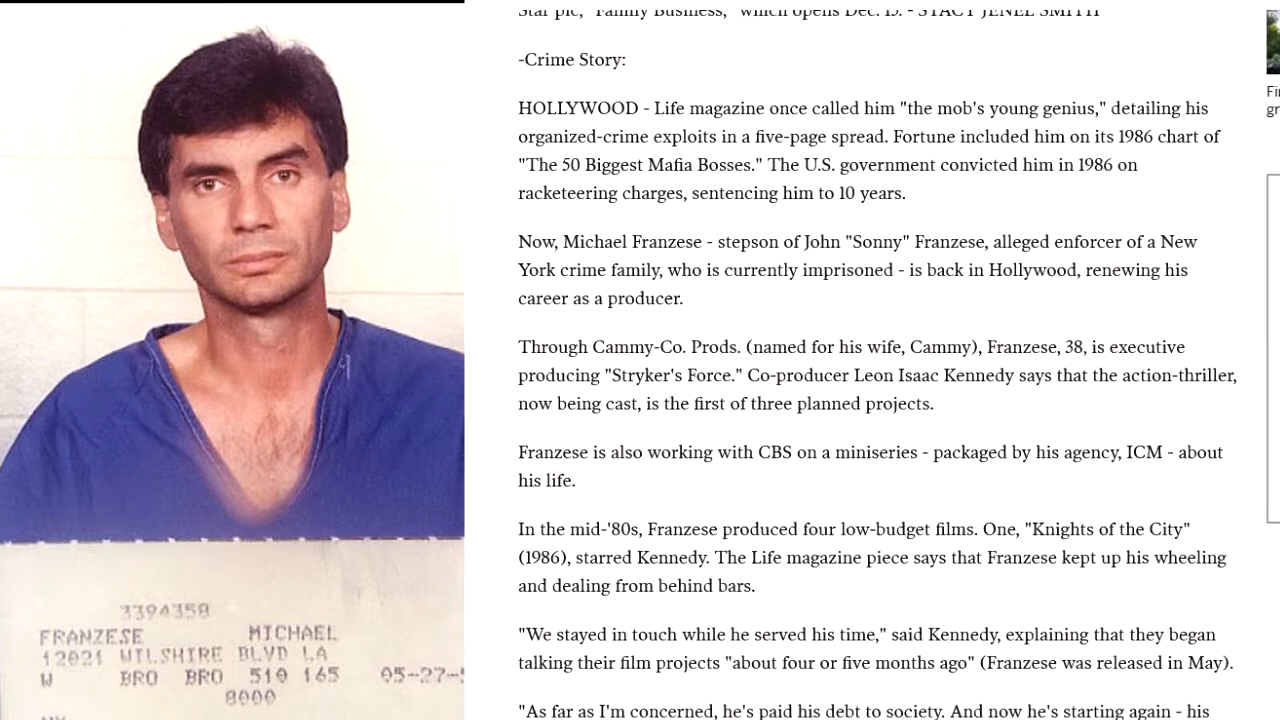 3394358
FRANZESE MICHAEL
12021 WILSHIRE BLVD LA
W BRO BRO 510 165 05-27-
8000
-Crime Story:
HOLLYWOOD - Life magazine once called him "the mob's young genius," detailing his
organized-crime exploits in a five-page spread. Fortune included him on its 1986 chart of
"The 50 Biggest Mafia Bosses." The U.S. government convicted him in 1986 on
racketeering charges, sentencing him to 10 years.
Now, Michael Franzese - stepson of John "Sonny" Franzese, alleged enforcer of a New
York crime family, who is currently imprisoned - is back in Hollywood, renewing his
career as a producer.
Through Cammy-Co. Prods. (named for his wife, Cammy), Franzese, 38, is executive
producing "Stryker's Force." Co-producer Leon Isaac Kennedy says that the action-thriller,
now being cast, is the first of three planned projects.
Franzese is also working with CBS on a miniseries - packaged by his agency, ICM - about
his life.
In the mid-'80s, Franzese produced four low-budget films. One, "Knights of the City"
(1986), starred Kennedy. The Life magazine piece says that Franzese kept up his wheeling
and dealing from behind bars.
"We stayed in touch while he served his time," said Kennedy, explaining that they began
talking their film projects "about four or five months ago" (Franzese was released in May).
"As far as I'm concerned, he's paid his debt to society. And now he's starting again - his